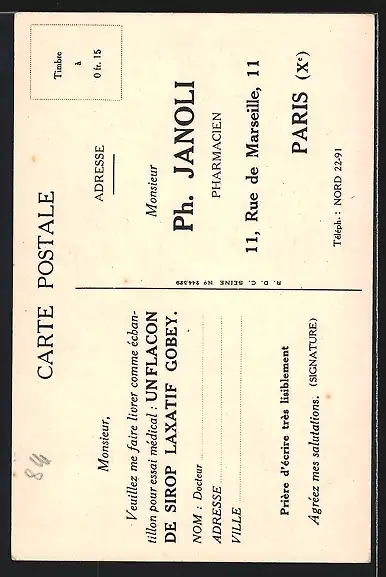 CARTE POSTALE
84
Monsieur,
Veuillez me faire livrer comme échan-
tillon pour essai médical : UN FLACON
DE SIROP LAXATIF GOBEY.
NOM : Docteur
ADRESSE
VILLE
Prière d'écrire très lisiblement
Agréez mes salutations. (SIGNATURE)
R. D. C. SEINE Nº 244.529
Timbre
à
0 fr. 15
ADRESSE
Monsieur
Ph. JANOLI
PHARMACIEN
11, Rue de Marseille, 11
PARIS (Xe)
Téléph. : NORD 22-91